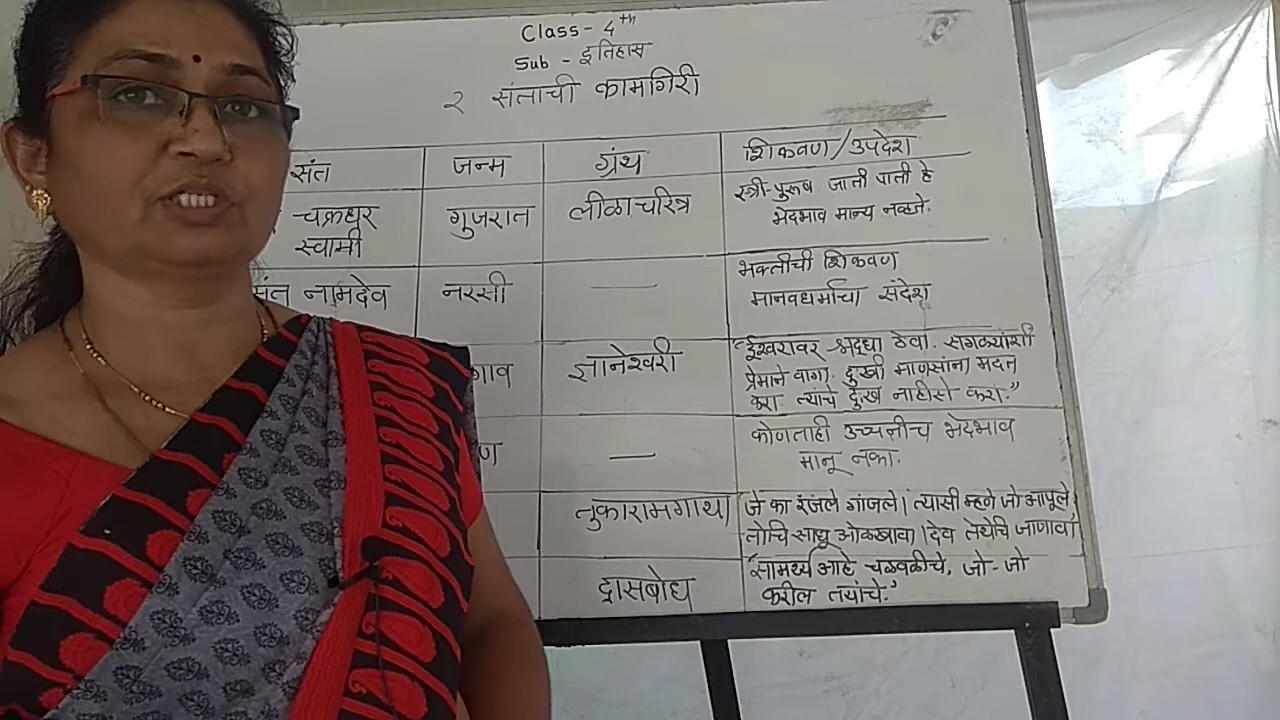 Class- 4th
Sub - इतिहास
२ संताची कामगिरी
संत जन्म ग्रंथ शिकवण/उपदेश
चक्रधर स्वामी गुजरात लीळाचरित्र स्त्री-पुरूष जाती पाती हे
भेदभाव मान्य नव्हते.
संत नामदेव नरसी — भक्तीची शिकवण
मानवधर्माचा संदेश
गाव ज्ञानेश्वरी "ईश्वरावर श्रद्धा ठेवा. सगळ्यांशी
प्रेमाने वागा. दुःखी माणसांना मदत
करा त्यांचे दुःख नाहीसे करा."
ण — कोणताही उच्चनीच भेदभाव
मानू नका.
तुकारामगाथा "जे का रंजले गांजले। त्यासी म्हणे जो आपुले।
तोचि साधु ओळखावा। देव तेथेचि जाणावा"
दासबोध "सामर्थ्य आहे चळवळीचे, जो-जो
करील तयांचे."